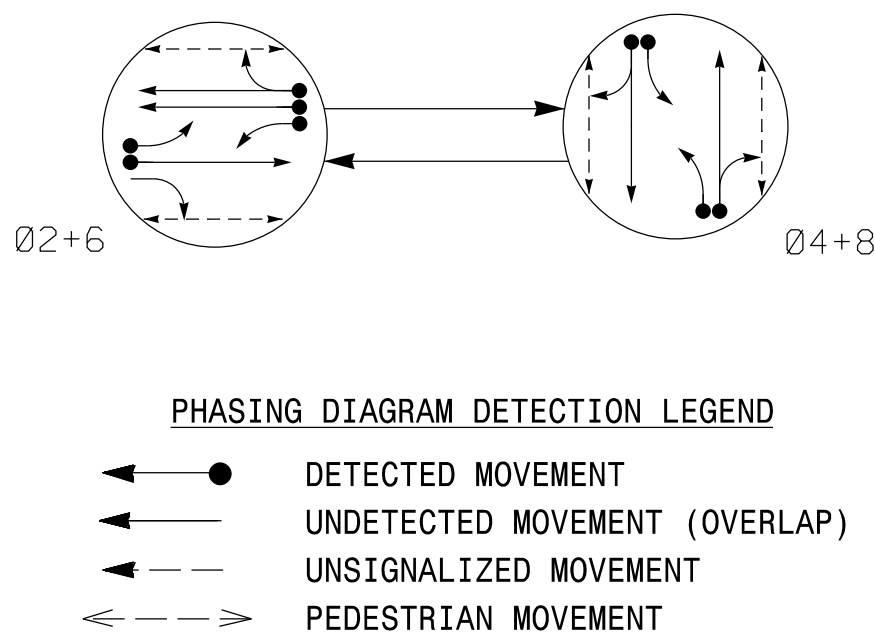 Ø2+6
Ø4+8
PHASING DIAGRAM DETECTION LEGEND
DETECTED MOVEMENT
UNDETECTED MOVEMENT (OVERLAP)
UNSIGNALIZED MOVEMENT
PEDESTRIAN MOVEMENT